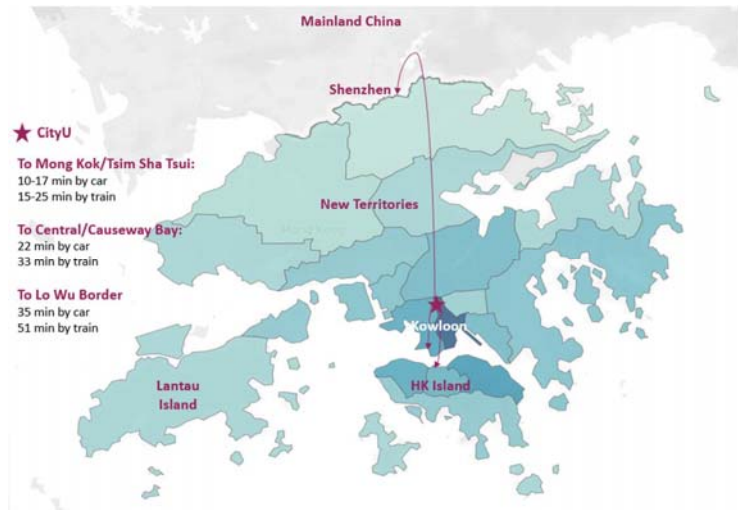 Mainland China
Shenzhen
CityU
To Mong Kok/Tsim Sha Tsui:
10-17 min by car
15-25 min by train
New Territories
To Central/Causeway Bay:
22 min by car
33 min by train
To Lo Wu Border
35 min by car
51 min by train
Kowloon
Lantau
Island
HK Island